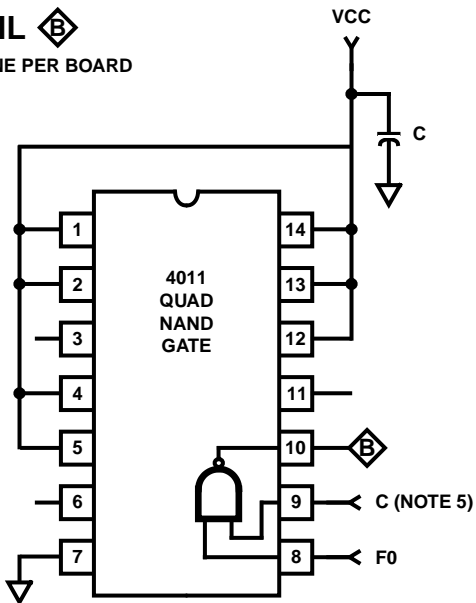 IL B
NE PER BOARD
VCC
C
1
2
3
4
5
6
7
4011
QUAD
NAND
GATE
14
13
12
11
10
9
8
B
C (NOTE 5)
F0